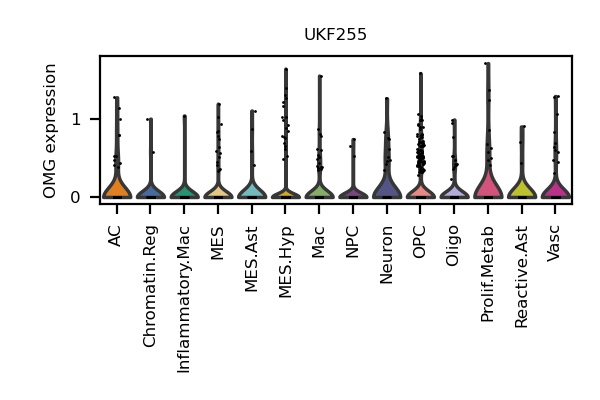 UKF255
OMG expression
1
0
AC
Chromatin.Reg
Inflammatory.Mac
MES
MES.Ast
MES.Hyp
Mac
NPC
Neuron
OPC
Oligo
Prolif.Metab
Reactive.Ast
Vasc